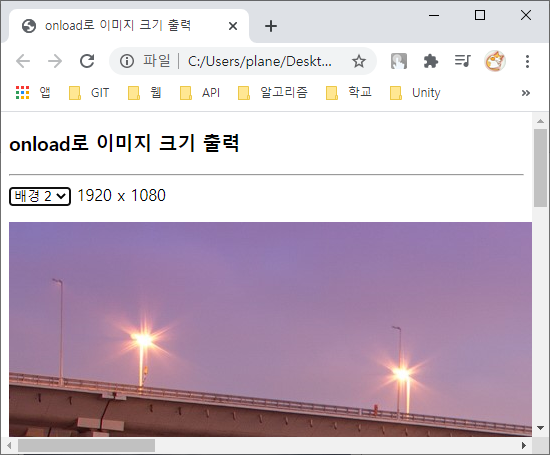 onload로 이미지 크기 출력
파일 C:/Users/plane/Deskt...
앱 GIT 웹 API 알고리즘 학교 Unity
onload로 이미지 크기 출력
배경 2 1920 x 1080